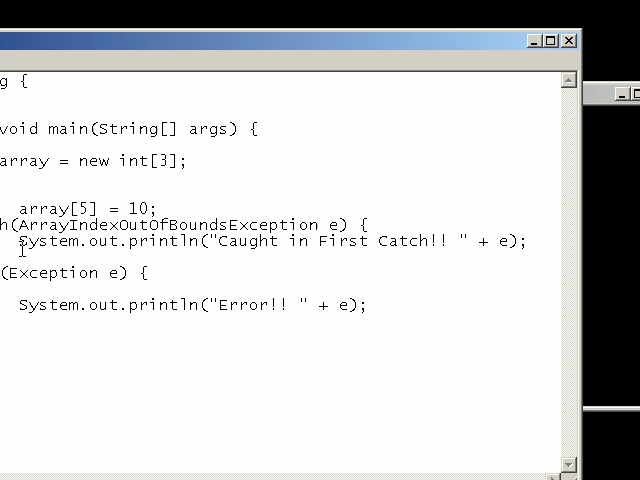 g {
void main(String[] args) {
array = new int[3];
array[5] = 10;
h(ArrayIndexOutOfBoundsException e) {
System.out.println("Caught in First Catch!! " + e);
(Exception e) {
System.out.println("Error!! " + e);